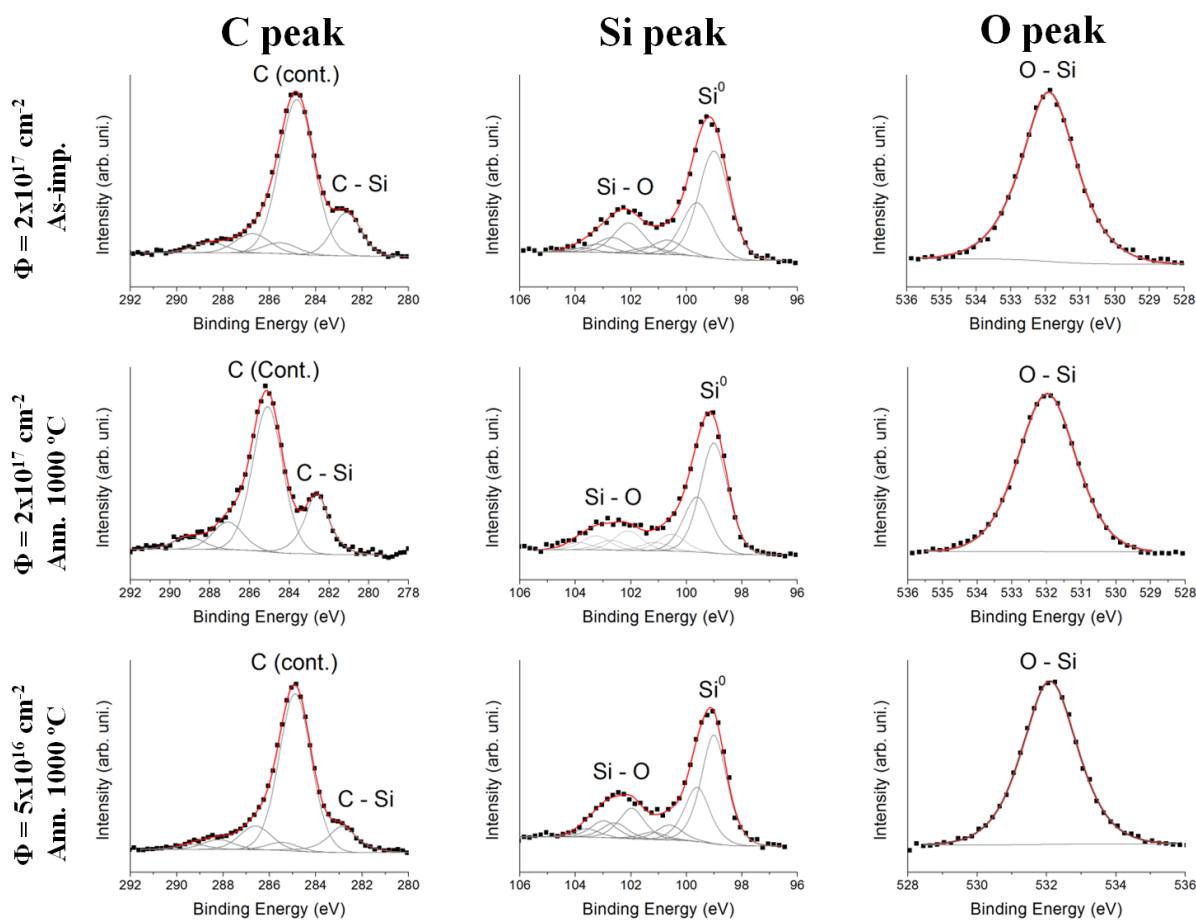 C peak
Si peak
O peak
Φ = 2x10¹⁷ cm⁻²
As-imp.
C (cont.)
C - Si
Intensity (arb. uni.)
292 290 288 286 284 282 280
Binding Energy (eV)
Si⁰
Si - O
Intensity (arb. uni.)
106 104 102 100 98 96
Binding Energy (eV)
O - Si
Intensity (arb. uni.)
536 535 533 532 531 529 528
Binding Energy (eV)
Φ = 2x10¹⁷ cm⁻²
Ann. 1000 ºC
C (Cont.)
C - Si
Intensity (arb. uni.)
292 290 288 286 284 282 280 278
Binding Energy (eV)
Si⁰
Si - O
Intensity (arb. uni.)
106 104 102 100 98 96
Binding Energy (eV)
O - Si
Intensity (arb. uni.)
536 535 534 533 532 531 530 529 528
Binding Energy (eV)
Φ = 5x10¹⁶ cm⁻²
Ann. 1000 ºC
C (cont.)
C - Si
Intensity (arb. uni.)
292 290 288 286 284 282 280
Binding Energy (eV)
Si⁰
Si - O
Intensity (arb. uni.)
106 104 102 100 98 96
Binding Energy (eV)
O - Si
Intensity (arb. uni.)
528 530 532 534 536
Binding Energy (eV)